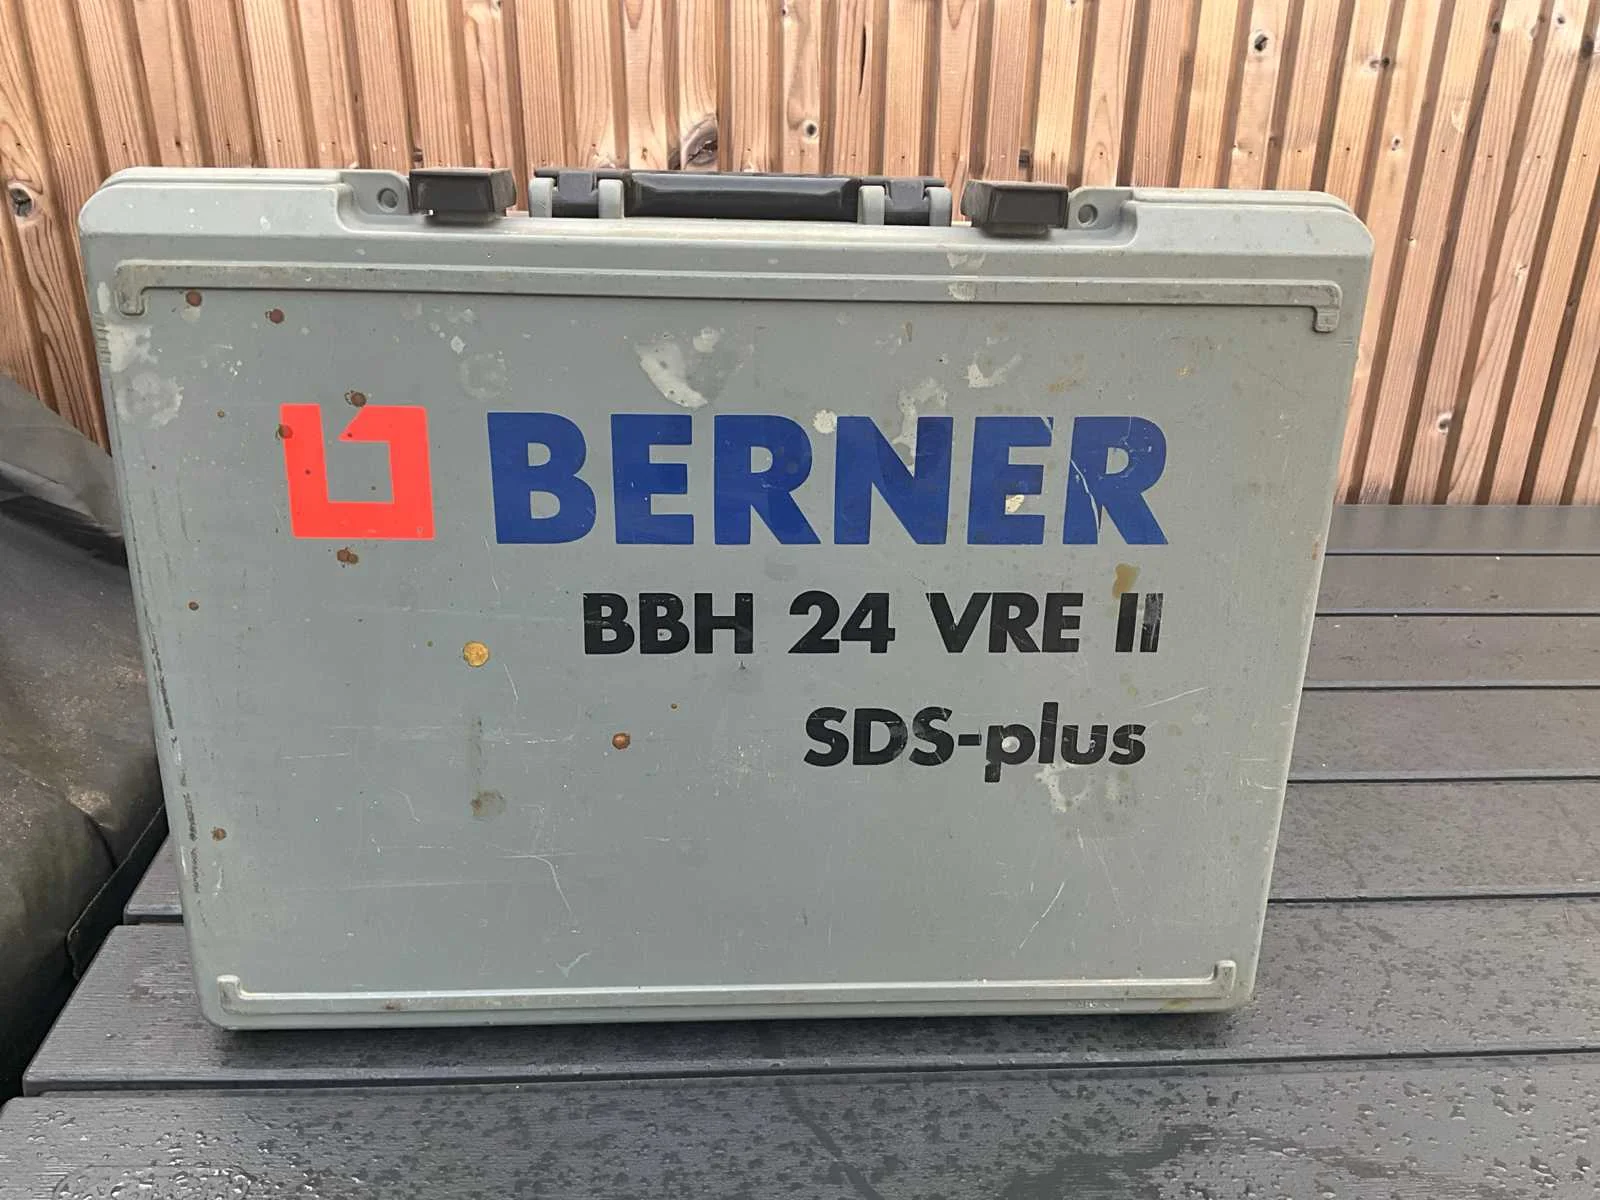 BERNER
BBH 24 VRE II
SDS-plus